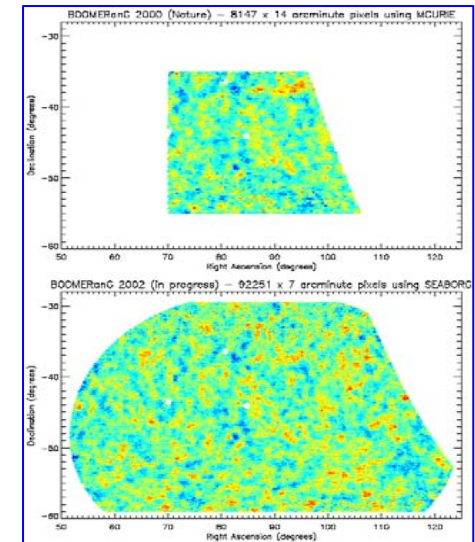 BOOMERanG 2000 (Nature) – 8147 x 14 arcminute pixels using MCURIE
-30
-40
-50
-60
Declination (degrees)
50 60 70 80 90 100 110 120
Right Ascension (degrees)
BOOMERanG 2002 (in progress) – 92251 x 7 arcminute pixels using SEABORG
-30
-40
-50
-60
Declination (degrees)
50 60 70 80 90 100 110 120
Right Ascension (degrees)